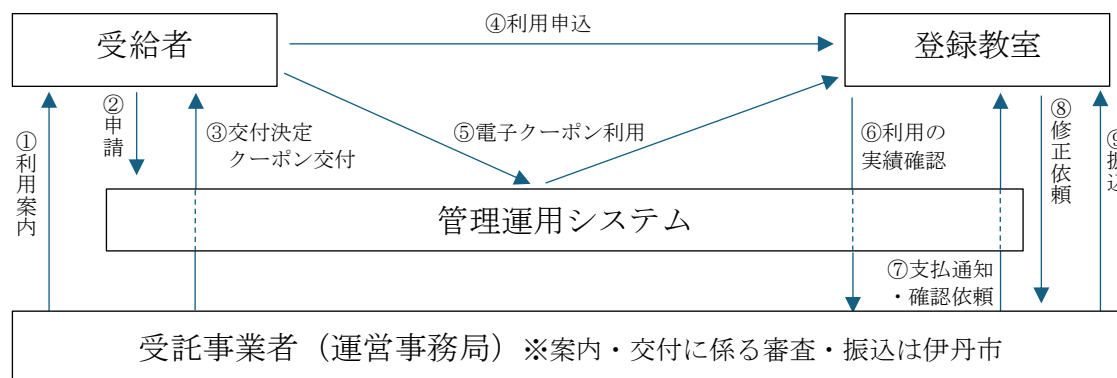 ④利用申込
受給者
登録教室
①利用案内
②申請
③交付決定
クーポン交付
⑤電子クーポン利用
⑥利用の
実績確認
⑧修正依頼
⑨振込
管理運用システム
⑦支払通知
・確認依頼
受託事業者（運営事務局）※案内・交付に係る審査・振込は伊丹市